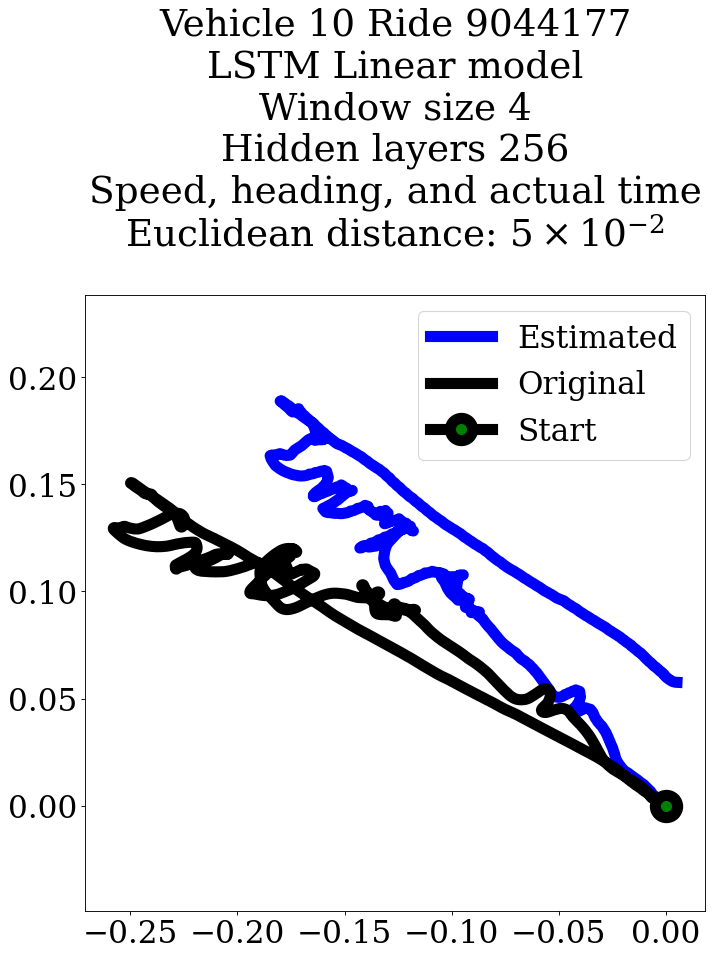 Vehicle 10 Ride 9044177
LSTM Linear model
Window size 4
Hidden layers 256
Speed, heading, and actual time
Euclidean distance: 5 × 10⁻²
Estimated
Original
Start
0.20
0.15
0.10
0.05
0.00
−0.25 −0.20 −0.15 −0.10 −0.05 0.00